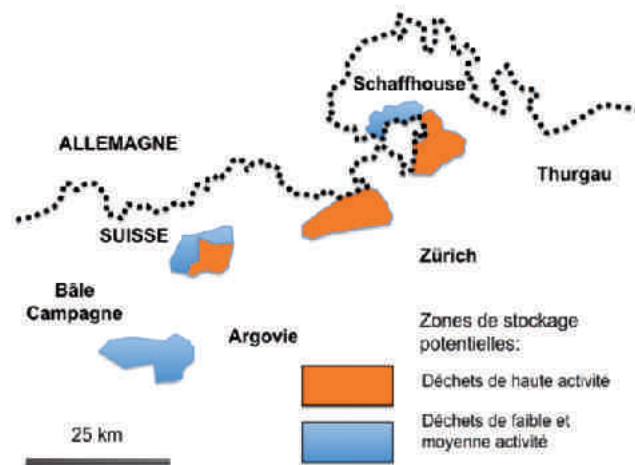 Schaffhouse
ALLEMAGNE
Thurgau
SUISSE
Zürich
Bâle
Campagne
Argovie
Zones de stockage
potentielles:
Déchets de haute activité
Déchets de faible et
moyenne activité
25 km